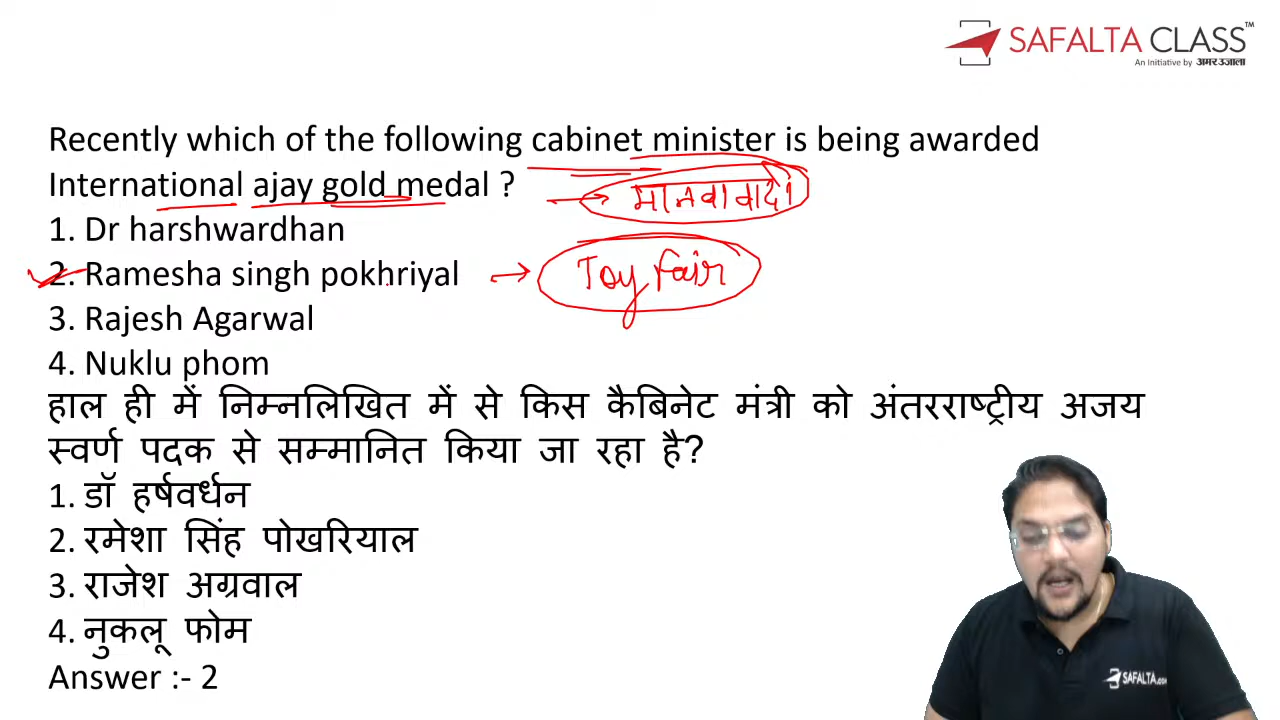 SAFALTA CLASS™
An Initiative by अमर उजाला
Recently which of the following cabinet minister is being awarded
International ajay gold medal ? → मानवावादी
1. Dr harshwardhan
2. Ramesha singh pokhriyal → Toy fair
3. Rajesh Agarwal
4. Nuklu phom
हाल ही में निम्नलिखित में से किस कैबिनेट मंत्री को अंतरराष्ट्रीय अजय
स्वर्ण पदक से सम्मानित किया जा रहा है?
1. डॉ हर्षवर्धन
2. रमेशा सिंह पोखरियाल
3. राजेश अग्रवाल
4. नुकलू फोम
Answer :- 2
SAFALTA.COM